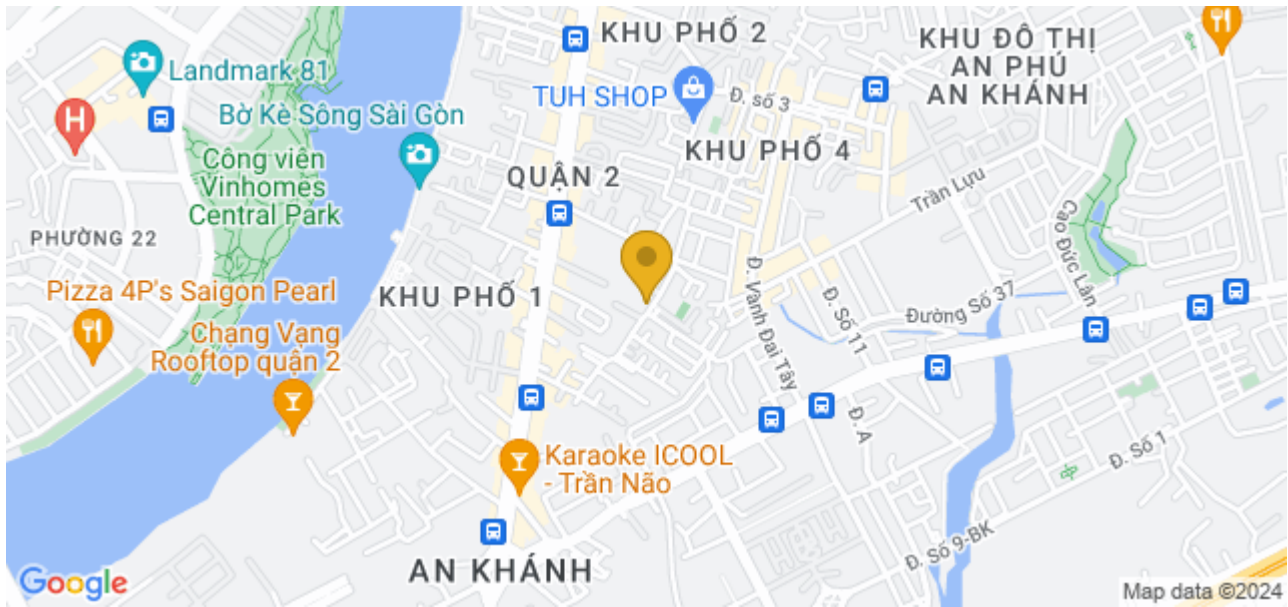 KHU PHỐ 2
KHU ĐÔ THỊ
AN PHÚ
AN KHÁNH
Landmark 81
TUH SHOP
Đ. số 3
Bờ Kè Sông Sài Gòn
H
Công viên
Vinhomes
Central Park
QUẬN 2
KHU PHỐ 4
Trần Lựu
Cao Đức Lân
PHƯỜNG 22
Pizza 4P's Saigon Pearl
KHU PHỐ 1
Đ. Vành Đai Tây
Đ. Số 11
Đường Số 37
Chạng Vạng
Rooftop quận 2
Đ. A
Đ. Số 1
Karaoke ICOOL
- Trần Não
Đ. Số 9-BK
AN KHÁNH
Google
Map data ©2024